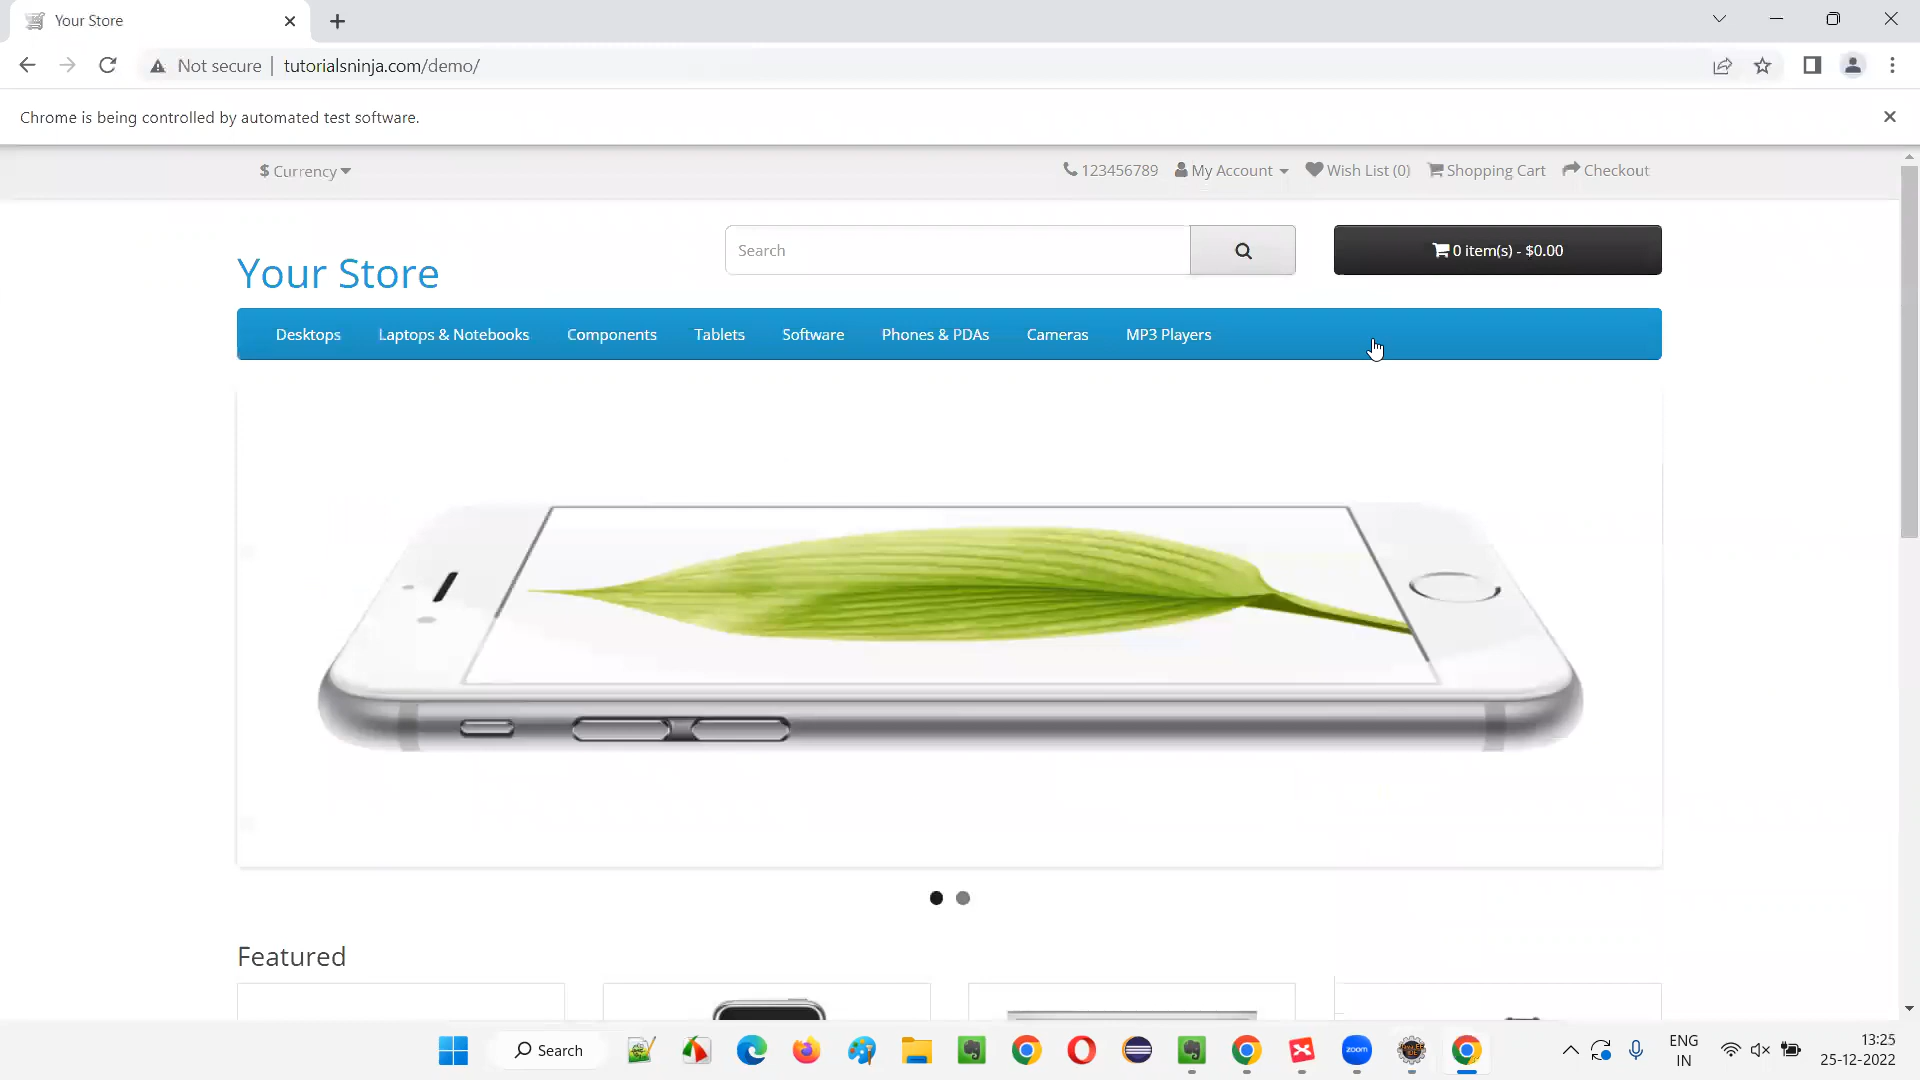 Your Store
Not secure | tutorialsninja.com/demo/
Chrome is being controlled by automated test software.
$ Currency
123456789 My Account Wish List (0) Shopping Cart Checkout
Your Store
Search
0 item(s) - $0.00
Desktops Laptops & Notebooks Components Tablets Software Phones & PDAs Cameras MP3 Players
Featured
Search
zoom
ENG
IN
13:25
25-12-2022